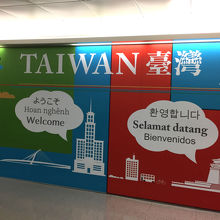 TAIWAN 臺灣
ようこそ
Hoan nghênh
Welcome
환영합니다
Selamat datang
Bienvenidos